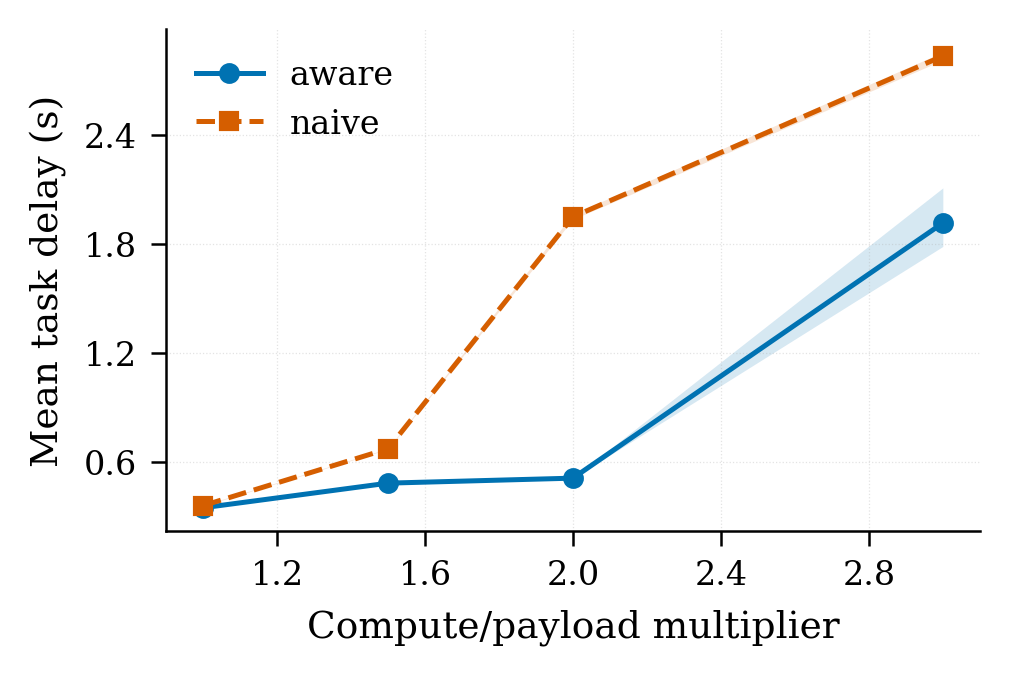 aware
naive
2.4
1.8
1.2
0.6
Mean task delay (s)
1.2 1.6 2.0 2.4 2.8
Compute/payload multiplier